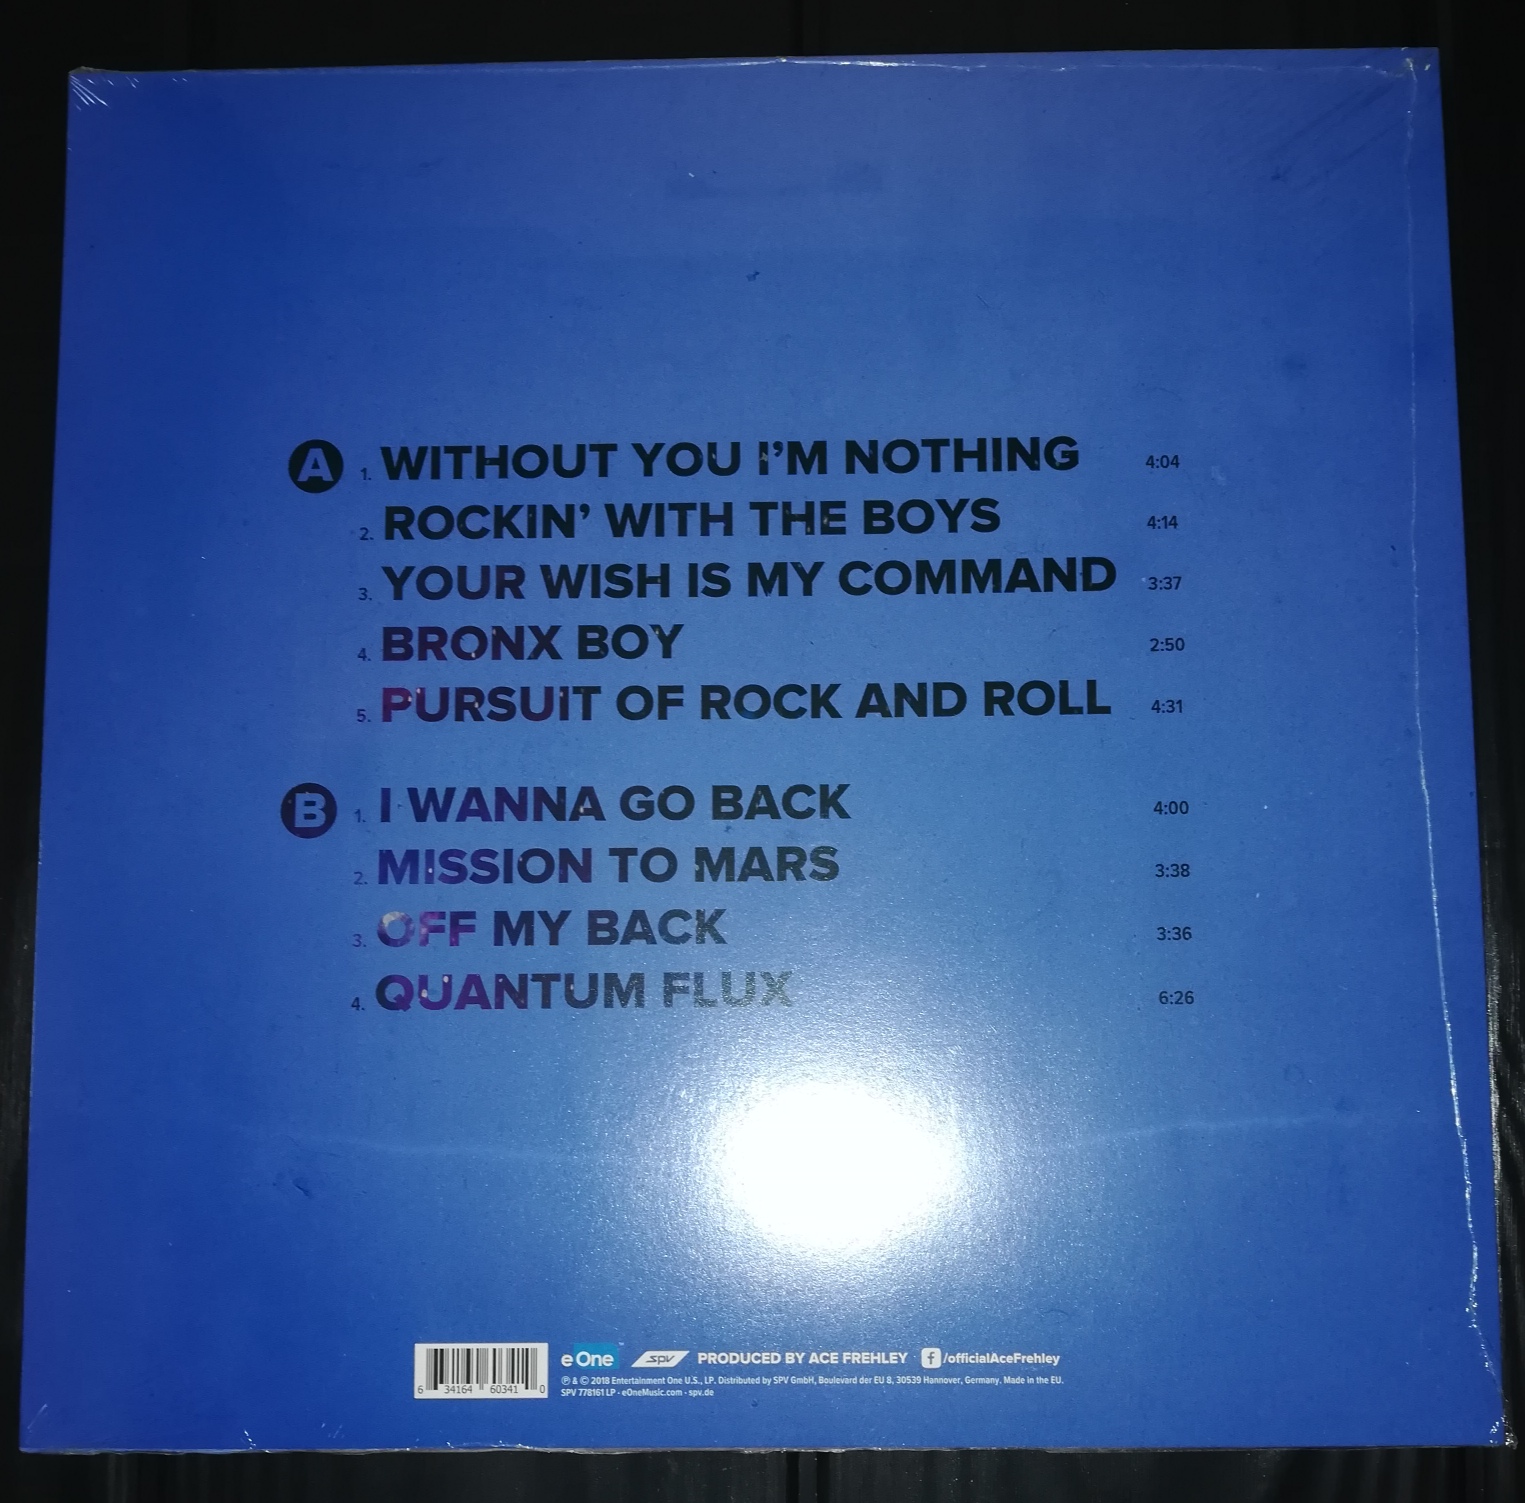 A 1. WITHOUT YOU I'M NOTHING 4:04
2. ROCKIN' WITH THE BOYS 4:14
3. YOUR WISH IS MY COMMAND 3:37
4. BRONX BOY 2:50
5. PURSUIT OF ROCK AND ROLL 4:31
B 1. I WANNA GO BACK 4:00
2. MISSION TO MARS 3:38
3. OFF MY BACK 3:36
4. QUANTUM FLUX 6:26
6 34164 60341 0
eOne SPV PRODUCED BY ACE FREHLEY f/officialAceFrehley
℗ & © 2018 Entertainment One U.S., LP. Distributed by SPV GmbH, Boulevard der EU 8, 30539 Hannover, Germany. Made in the EU.
SPV 778161 LP · eOneMusic.com · spv.de